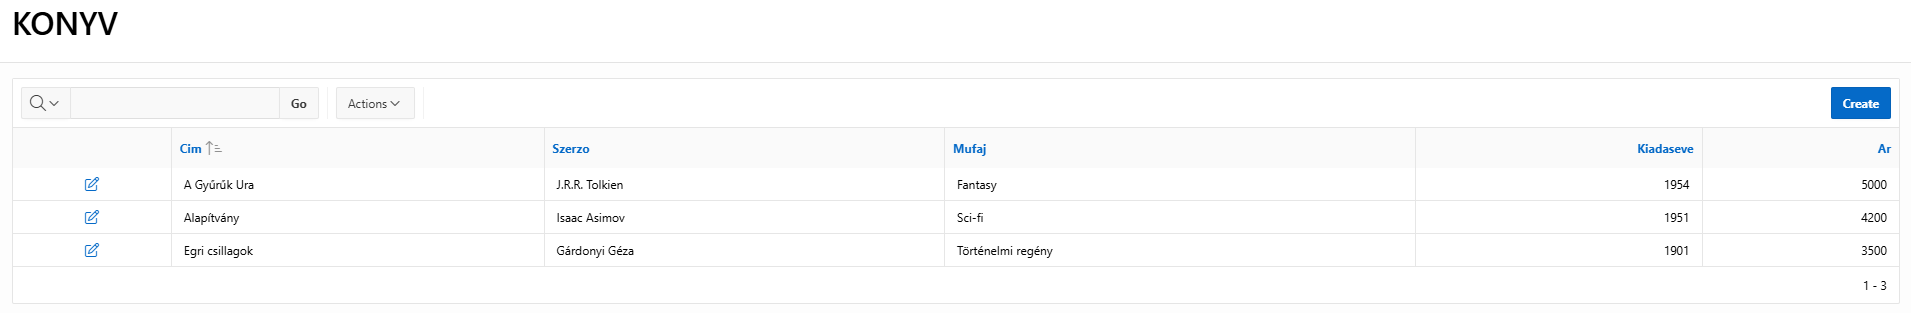 KONYV
Go Actions Create
Cim Szerzo Mufaj Kiadaseve Ar
A Gyűrűk Ura J.R.R. Tolkien Fantasy 1954 5000
Alapítvány Isaac Asimov Sci-fi 1951 4200
Egri csillagok Gárdonyi Géza Történelmi regény 1901 3500
1 - 3